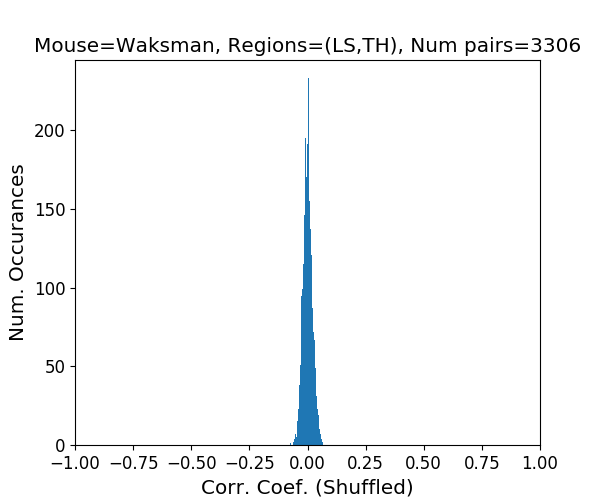 Mouse=Waksman, Regions=(LS,TH), Num pairs=3306
Num. Occurances
200
150
100
50
0
−1.00 −0.75 −0.50 −0.25 0.00 0.25 0.50 0.75 1.00
Corr. Coef. (Shuffled)